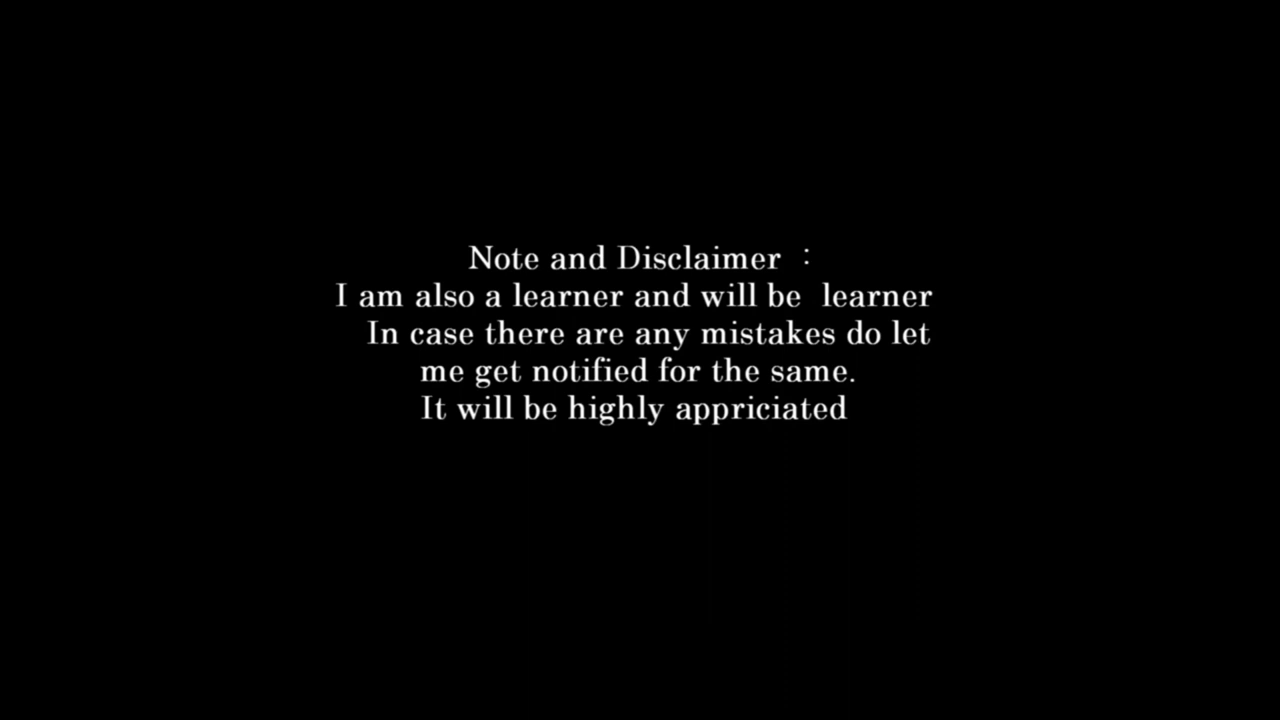 Note and Disclaimer :
I am also a learner and will be learner
In case there are any mistakes do let
me get notified for the same.
It will be highly appriciated